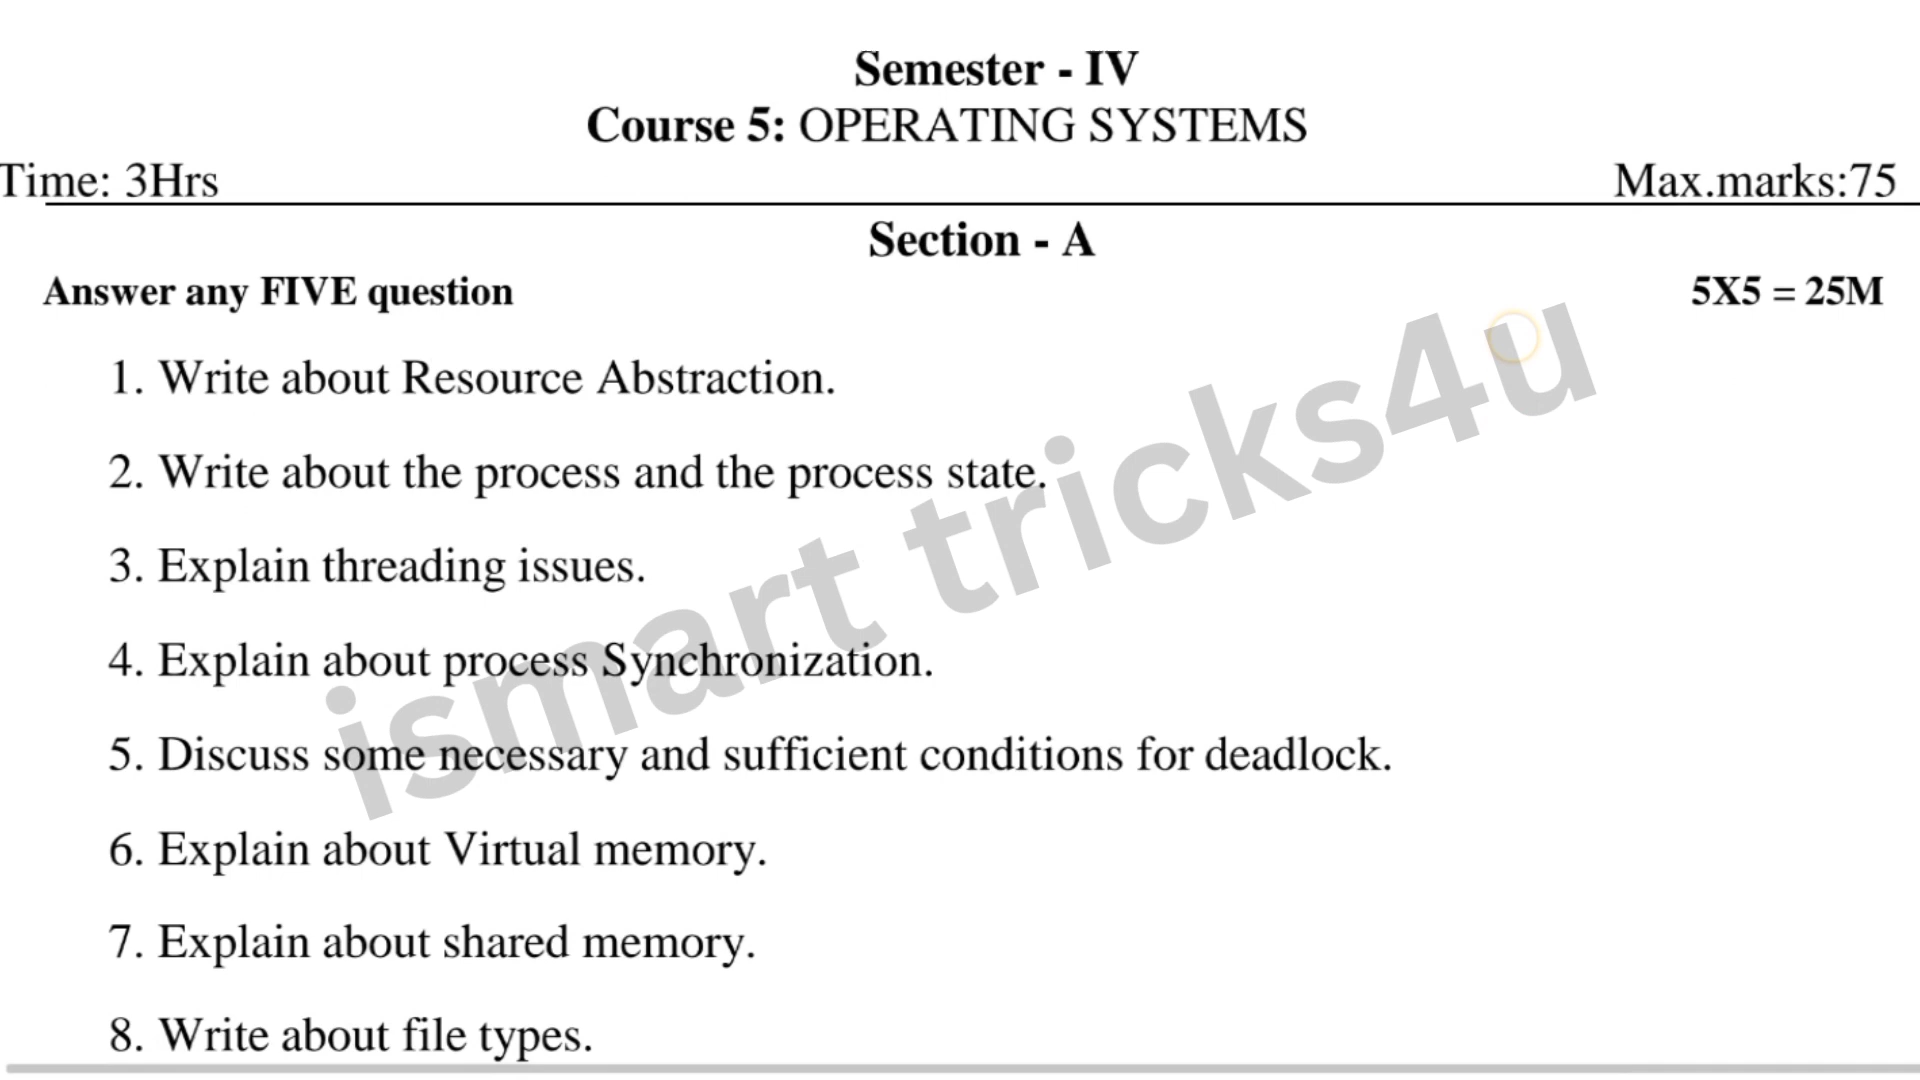 Semester - IV
Course 5: OPERATING SYSTEMS
Time: 3Hrs Max.marks:75
Section - A
Answer any FIVE question 5X5 = 25M
1. Write about Resource Abstraction.
2. Write about the process and the process state.
3. Explain threading issues.
4. Explain about process Synchronization.
5. Discuss some necessary and sufficient conditions for deadlock.
6. Explain about Virtual memory.
7. Explain about shared memory.
8. Write about file types.
ismart tricks4u